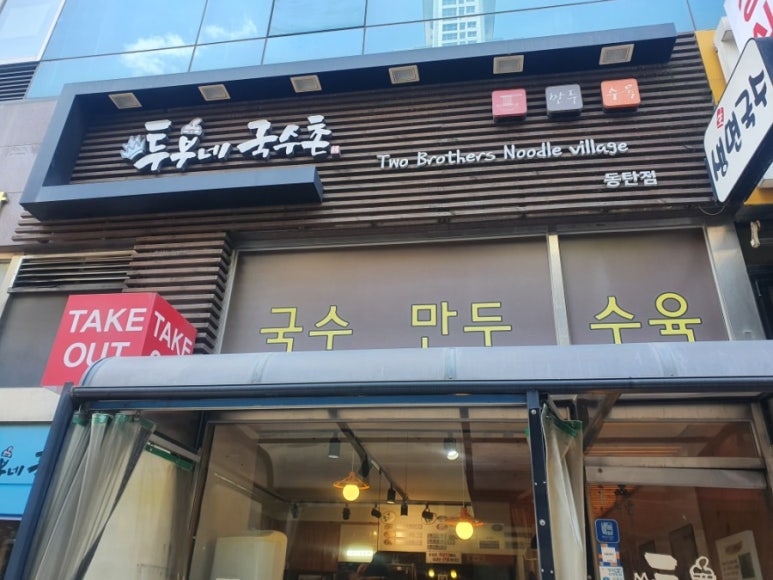 두부네 국수촌
Two Brothers Noodle village
동탄점
만두
수육
국수 만두 수육
TAKE
OUT
TAKE